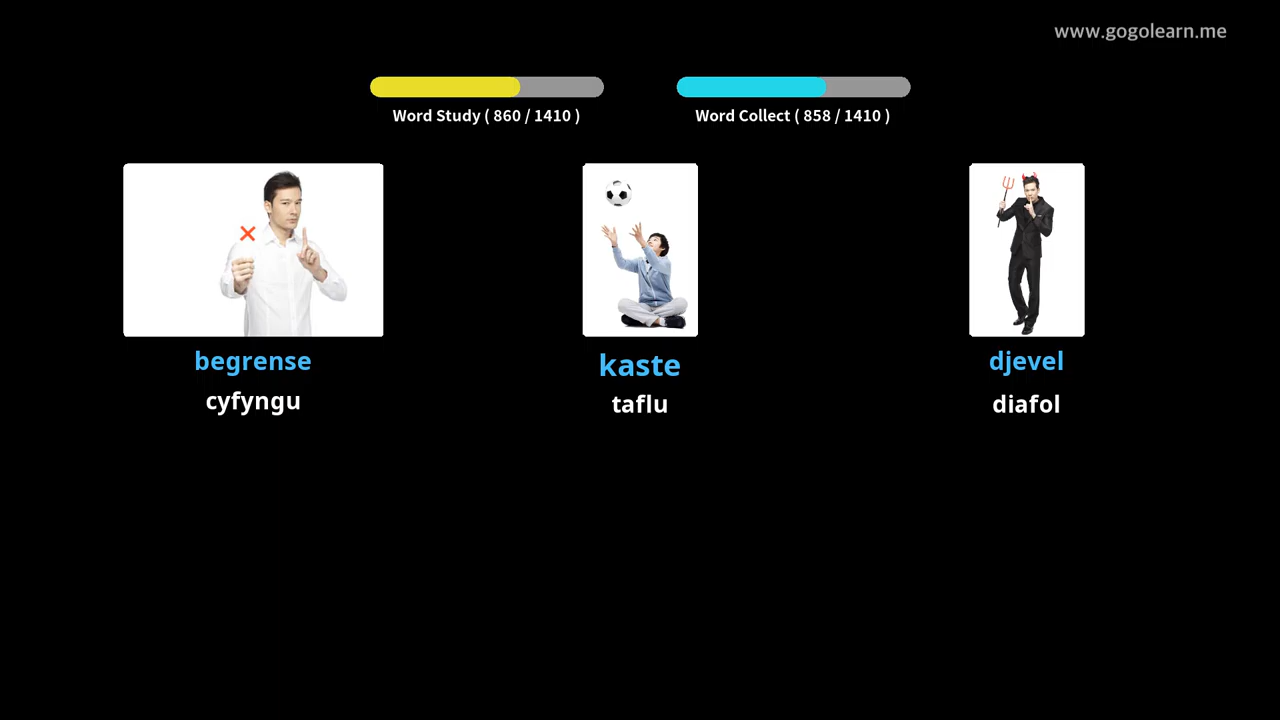 www.gogolearn.me
Word Study ( 860 / 1410 )
Word Collect ( 858 / 1410 )
begrense
cyfyngu
kaste
taflu
djevel
diafol